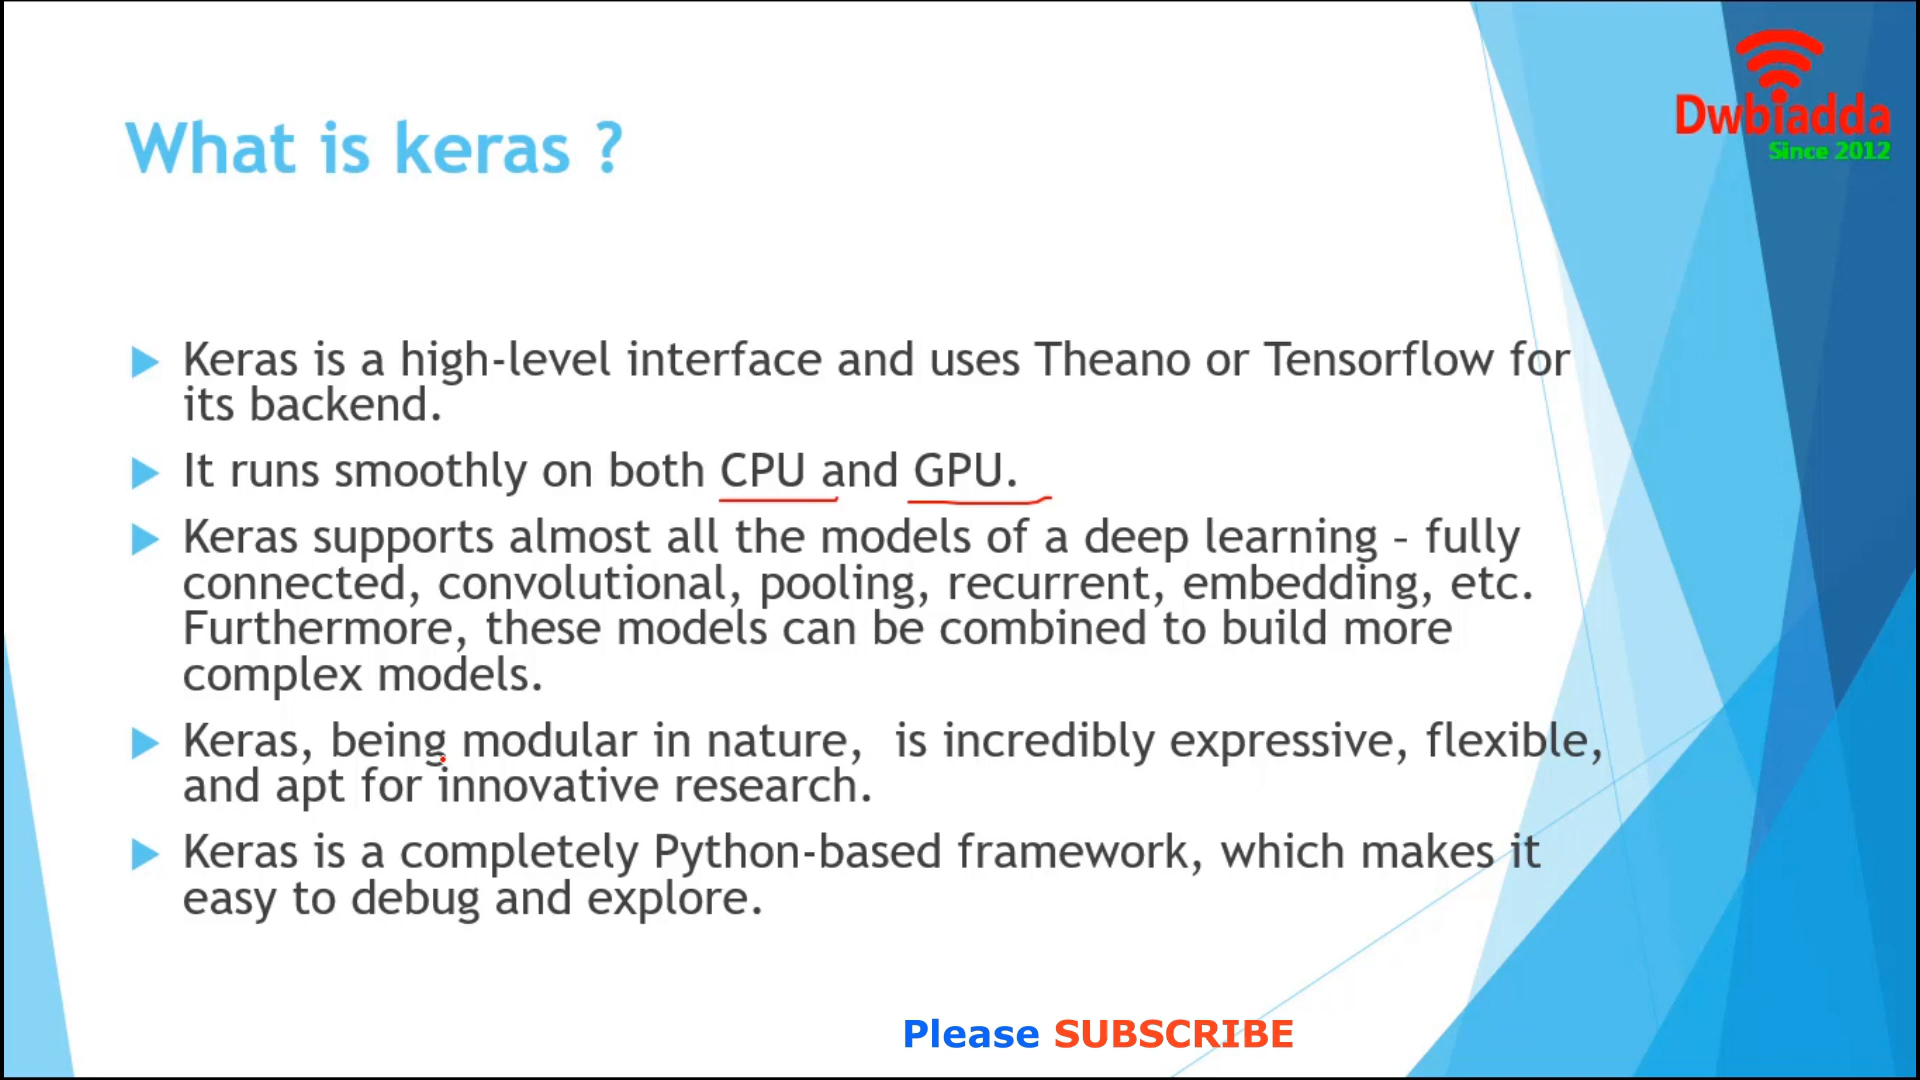 Dwbiadda
Since 2012
What is keras ?
Keras is a high-level interface and uses Theano or Tensorflow for
its backend.
It runs smoothly on both CPU and GPU.
Keras supports almost all the models of a deep learning – fully
connected, convolutional, pooling, recurrent, embedding, etc.
Furthermore, these models can be combined to build more
complex models.
Keras, being modular in nature,  is incredibly expressive, flexible,
and apt for innovative research.
Keras is a completely Python-based framework, which makes it
easy to debug and explore.
Please SUBSCRIBE